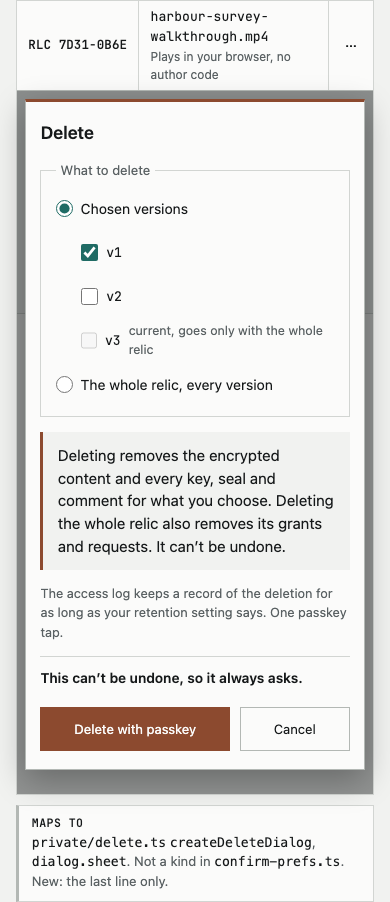 RLC 7D31-0B6E
harbour-survey-
walkthrough.mp4
Plays in your browser, no
author code
...
Delete
What to delete
Chosen versions
v1
v2
v3 current, goes only with the whole
relic
The whole relic, every version
Deleting removes the encrypted
content and every key, seal and
comment for what you choose. Deleting
the whole relic also removes its grants
and requests. It can’t be undone.
The access log keeps a record of the deletion for
as long as your retention setting says. One passkey
tap.
This can’t be undone, so it always asks.
Delete with passkey
Cancel
MAPS TO
private/delete.ts createDeleteDialog,
dialog.sheet. Not a kind in confirm-prefs.ts.
New: the last line only.